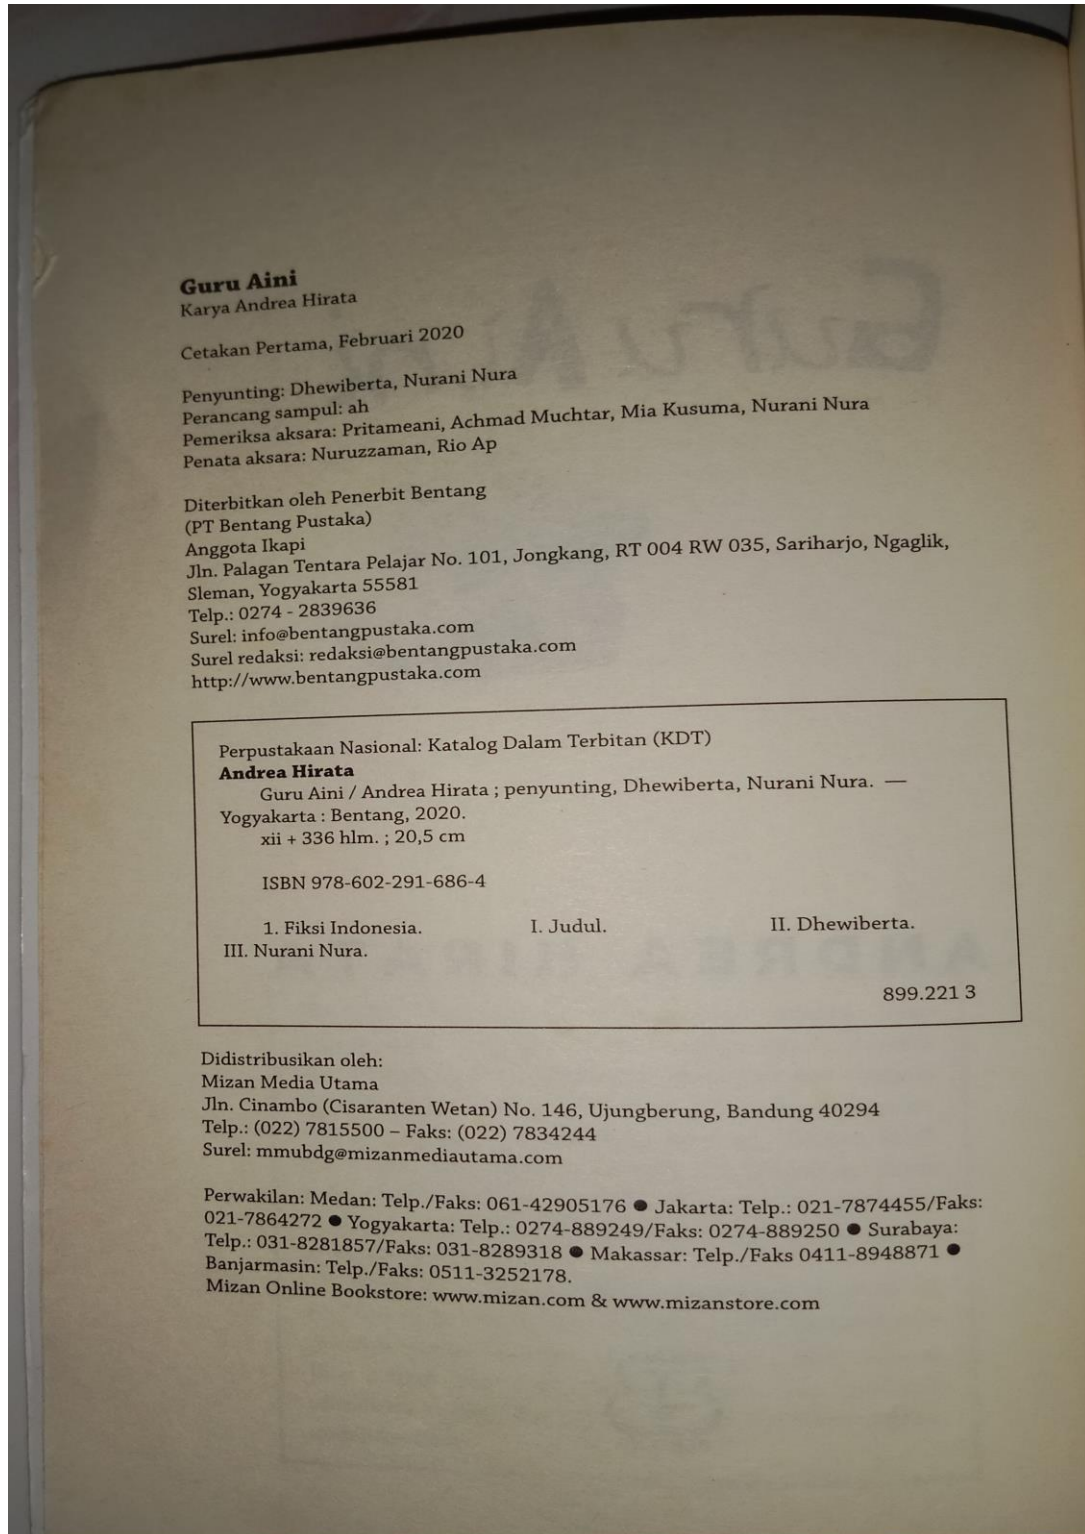 Guru Aini
Karya Andrea Hirata
Cetakan Pertama, Februari 2020
Penyunting: Dhewiberta, Nurani Nura
Perancang sampul: ah
Pemeriksa aksara: Pritameani, Achmad Muchtar, Mia Kusuma, Nurani Nura
Penata aksara: Nuruzzaman, Rio Ap
Diterbitkan oleh Penerbit Bentang
(PT Bentang Pustaka)
Anggota Ikapi
Jln. Palagan Tentara Pelajar No. 101, Jongkang, RT 004 RW 035, Sariharjo, Ngaglik,
Sleman, Yogyakarta 55581
Telp.: 0274 - 2839636
Surel: info@bentangpustaka.com
Surel redaksi: redaksi@bentangpustaka.com
http://www.bentangpustaka.com
Perpustakaan Nasional: Katalog Dalam Terbitan (KDT)
Andrea Hirata
Guru Aini / Andrea Hirata ; penyunting, Dhewiberta, Nurani Nura. —
Yogyakarta : Bentang, 2020.
xii + 336 hlm. ; 20,5 cm
ISBN 978-602-291-686-4
1. Fiksi Indonesia. I. Judul. II. Dhewiberta.
III. Nurani Nura.
899.221 3
Didistribusikan oleh:
Mizan Media Utama
Jln. Cinambo (Cisaranten Wetan) No. 146, Ujungberung, Bandung 40294
Telp.: (022) 7815500 – Faks: (022) 7834244
Surel: mmubdg@mizanmediautama.com
Perwakilan: Medan: Telp./Faks: 061-42905176 ● Jakarta: Telp.: 021-7874455/Faks:
021-7864272 ● Yogyakarta: Telp.: 0274-889249/Faks: 0274-889250 ● Surabaya:
Telp.: 031-8281857/Faks: 031-8289318 ● Makassar: Telp./Faks 0411-8948871 ●
Banjarmasin: Telp./Faks: 0511-3252178.
Mizan Online Bookstore: www.mizan.com & www.mizanstore.com